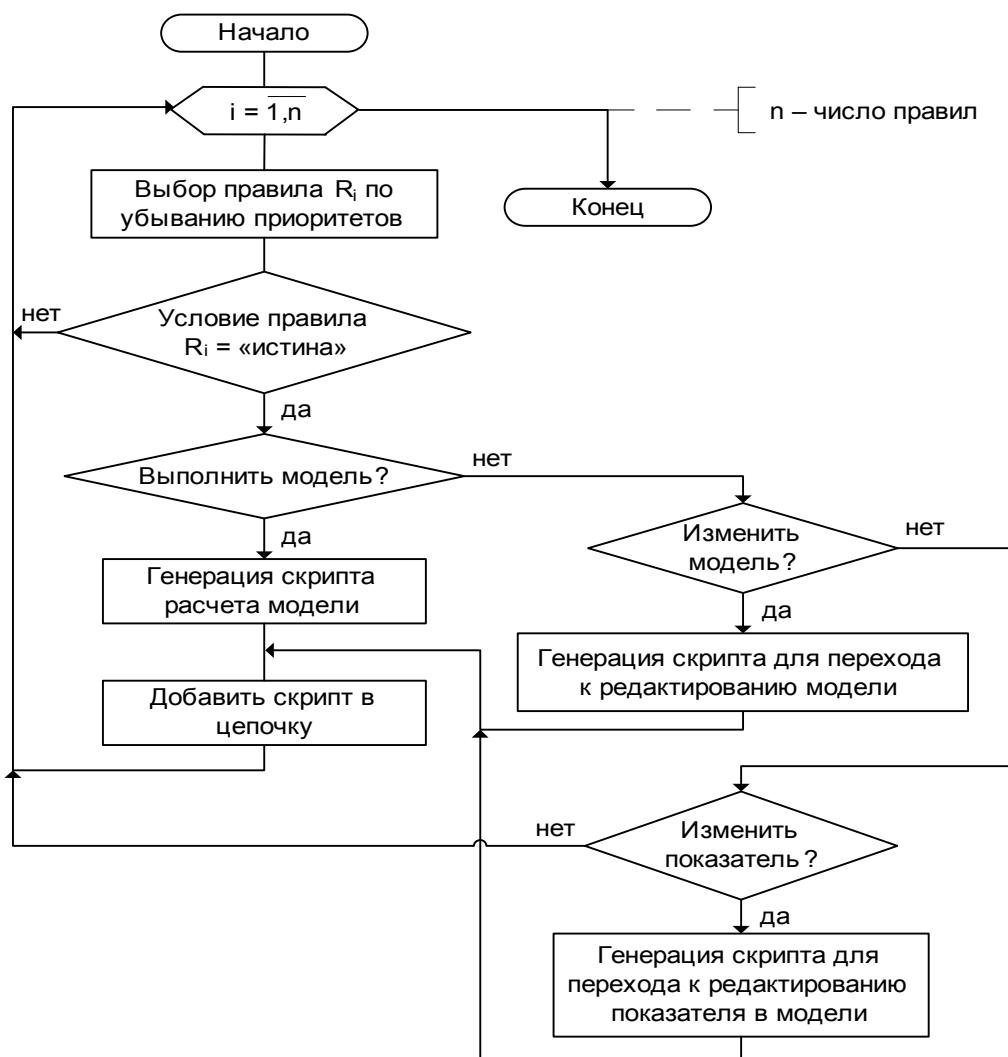 Начало
i = 1,n
n – число правил
Выбор правила Ri по
убыванию приоритетов
Конец
нет
Условие правила
Ri = «истина»
да
Выполнить модель?
нет
Изменить
модель?
нет
да
Генерация скрипта
расчета модели
да
Генерация скрипта для перехода
к редактированию модели
Добавить скрипт в
цепочку
нет
Изменить
показатель?
да
Генерация скрипта для
перехода к редактированию
показателя в модели